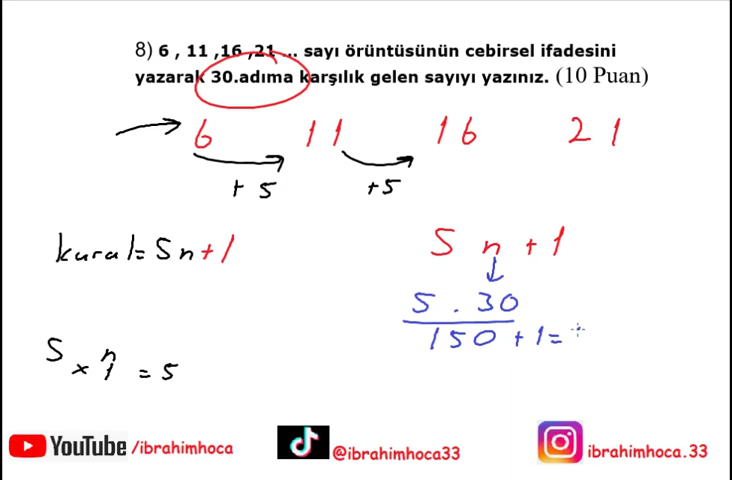 8) 6 , 11 ,16 ,21 ... sayı örüntüsünün cebirsel ifadesini
yazarak 30.adıma karşılık gelen sayıyı yazınız. (10 Puan)
6 11 16 21
+ 5 +5
kural= 5n+1
5 n + 1
5 . 30
150 + 1 =
5 x n
1 = 5
YouTube /ibrahimhoca
@ibrahimhoca33
ibrahimhoca.33